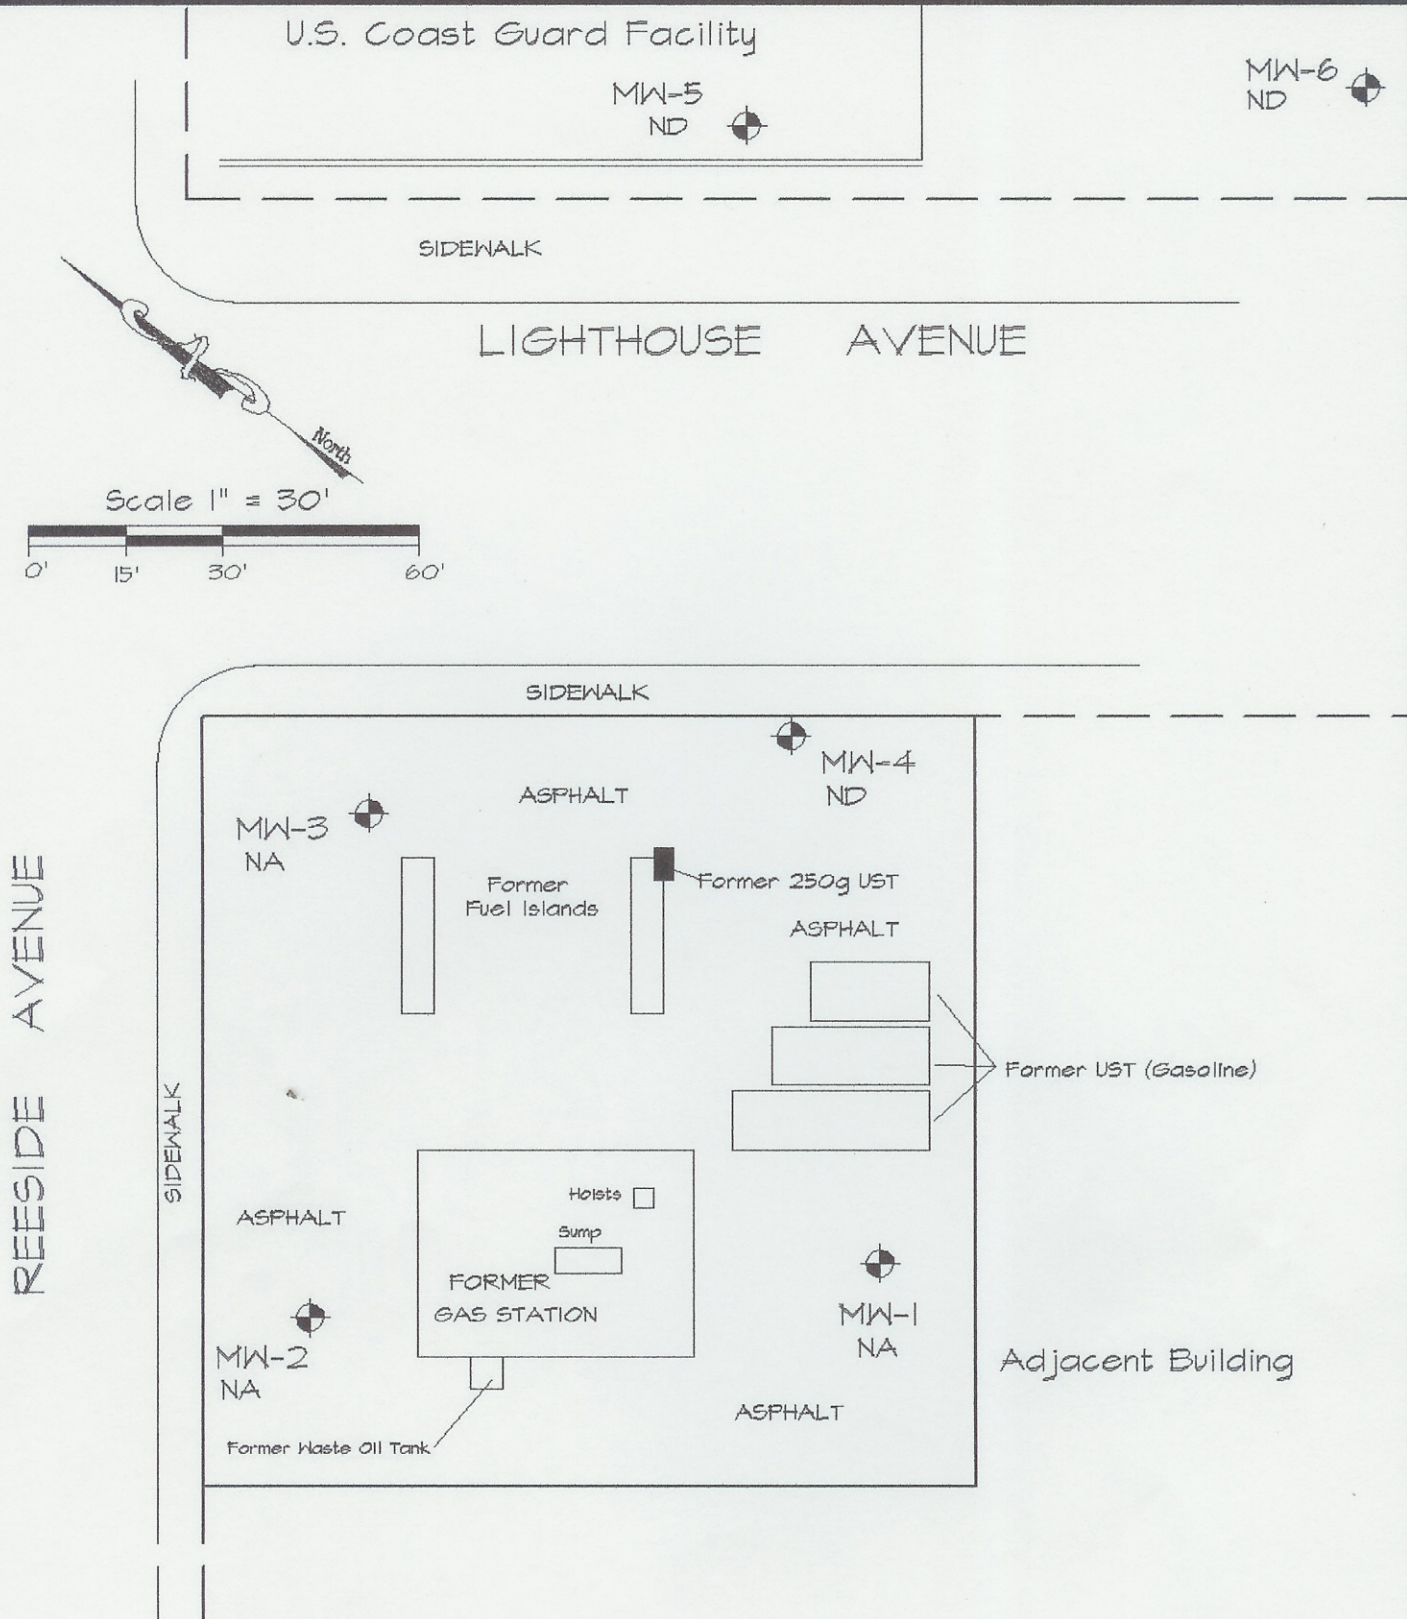 U.S. Coast Guard Facility
MW-5
ND
MW-6
ND
SIDEWALK
LIGHTHOUSE AVENUE
North
Scale 1" = 30'
0' 15' 30' 60'
SIDEWALK
MW-4
ND
ASPHALT
MW-3
NA
Former
Fuel Islands
Former 250g UST
ASPHALT
REESIDE AVENUE
SIDEWALK
Former UST (Gasoline)
Hoists
Sump
ASPHALT
FORMER
GAS STATION
MW-1
NA
MW-2
NA
Adjacent Building
ASPHALT
Former Waste Oil Tank